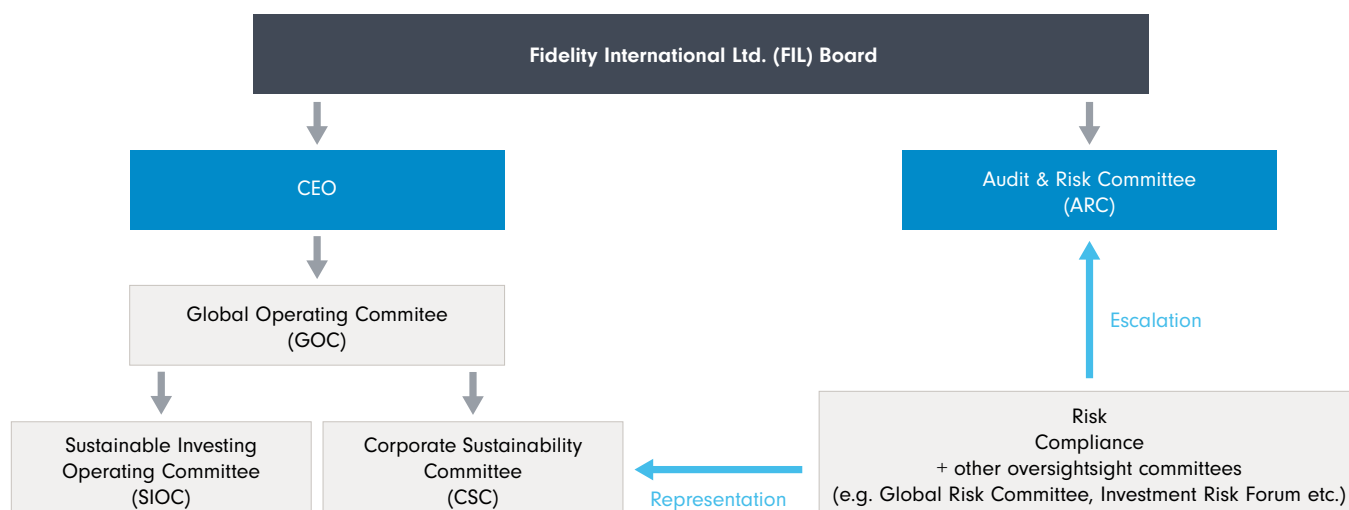 Fidelity International Ltd. (FIL) Board
CEO
Audit & Risk Committee
(ARC)
Global Operating Commitee
(GOC)
Escalation
Sustainable Investing
Operating Committee
(SIOC)
Corporate Sustainability
Committee
(CSC)
Representation
Risk
Compliance
+ other oversightsight committees
(e.g. Global Risk Committee, Investment Risk Forum etc.)